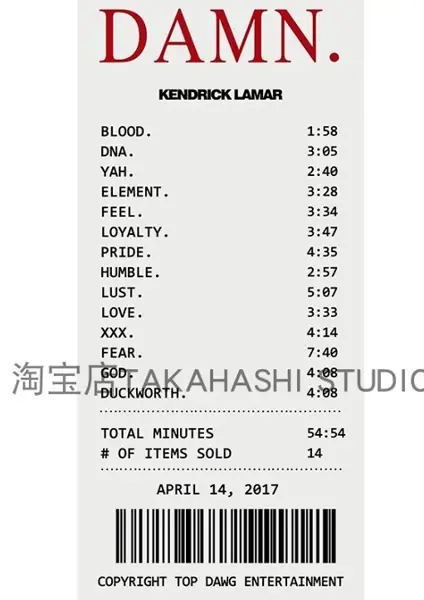 DAMN.
KENDRICK LAMAR
BLOOD. 1:58
DNA. 3:05
YAH. 2:40
ELEMENT. 3:28
FEEL. 3:34
LOYALTY. 3:47
PRIDE. 4:35
HUMBLE. 2:57
LUST. 5:07
LOVE. 3:33
XXX. 4:14
FEAR. 7:40
GOD. 4:08
淘宝店TAKAHASHI STUDIO
DUCKWORTH. 4:08
TOTAL MINUTES 54:54
# OF ITEMS SOLD 14
APRIL 14, 2017
COPYRIGHT TOP DAWG ENTERTAINMENT